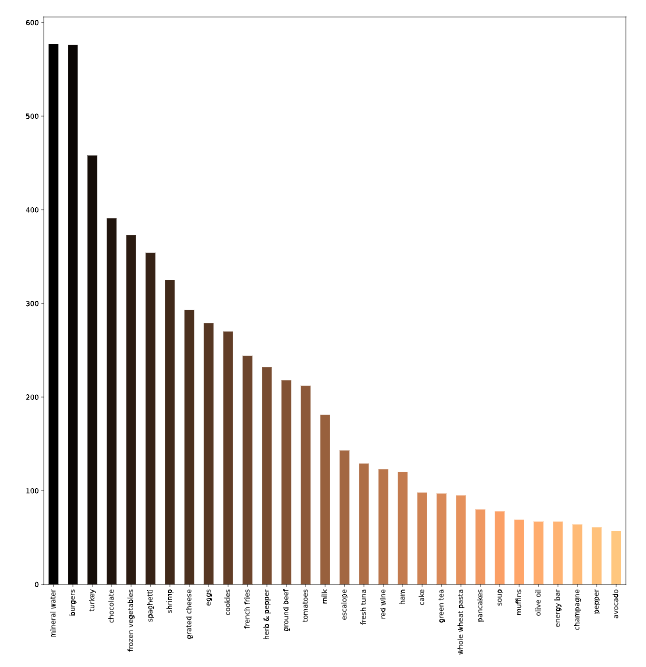 600
500
400
300
200
100
0
mineral water
burgers
turkey
chocolate
frozen vegetables
spaghetti
shrimp
grated cheese
eggs
cookies
french fries
herb & pepper
ground beef
tomatoes
milk
escalope
fresh tuna
red wine
ham
cake
green tea
whole wheat pasta
pancakes
soup
muffins
olive oil
energy bar
champagne
pepper
avocado